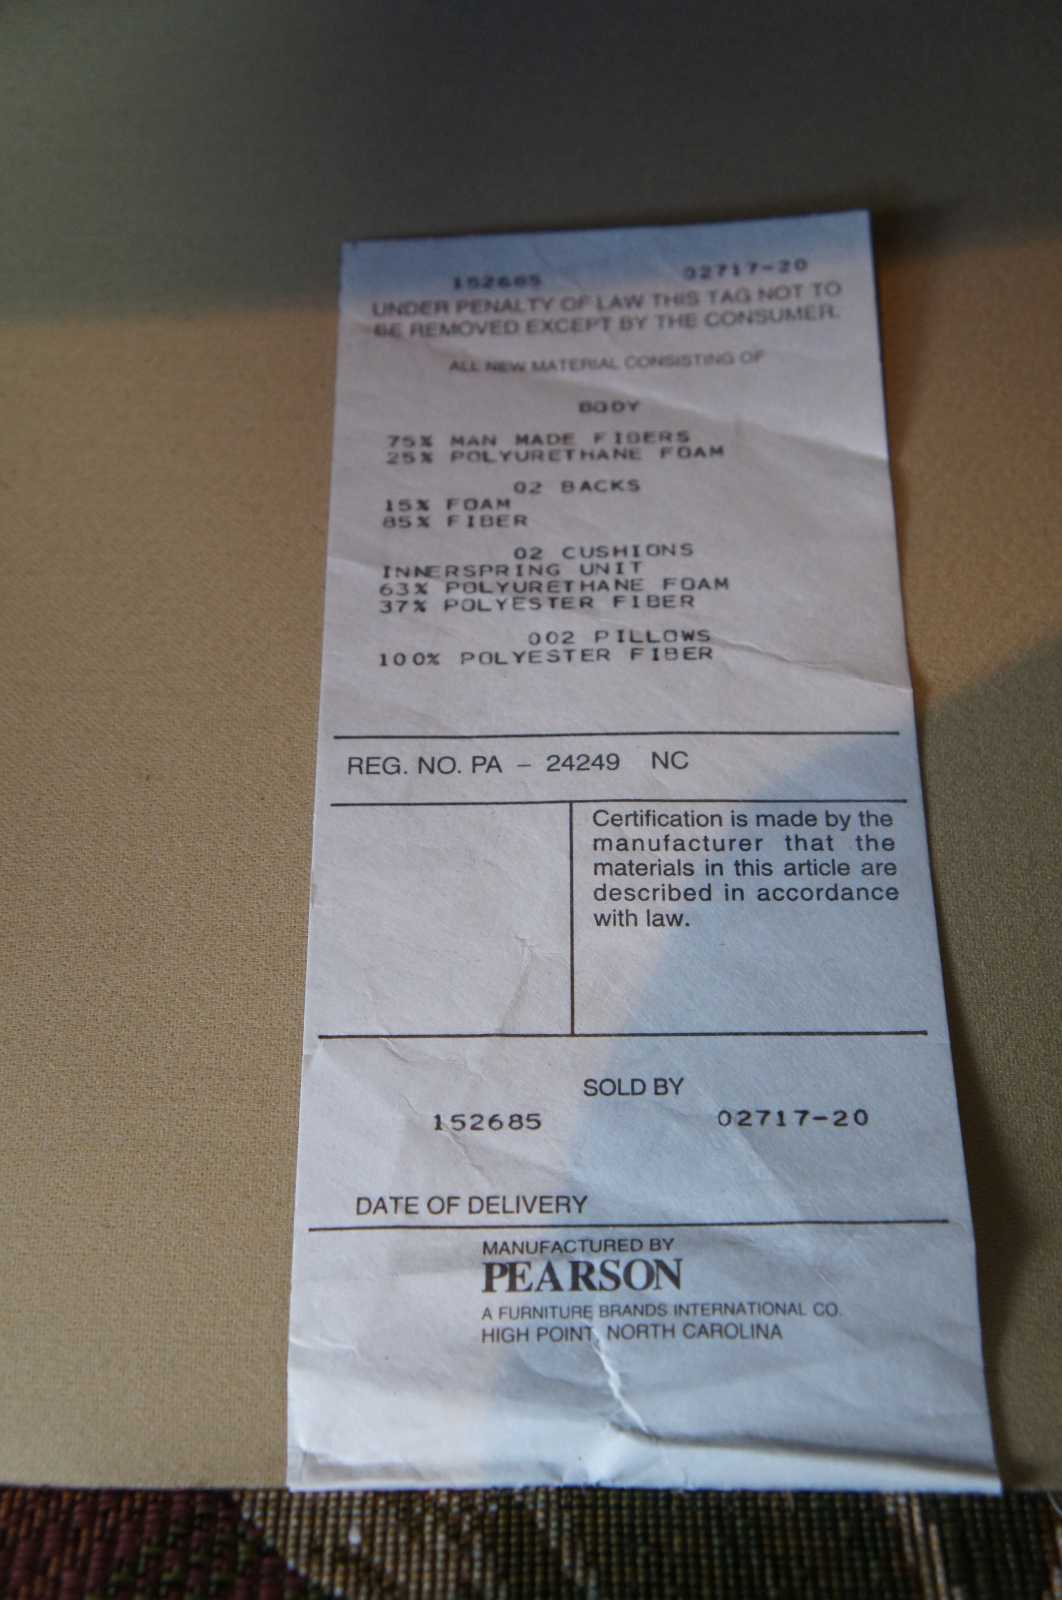 152685 02717-20
UNDER PENALTY OF LAW THIS TAG NOT TO
BE REMOVED EXCEPT BY THE CONSUMER.
ALL NEW MATERIAL CONSISTING OF
BODY
75% MAN MADE FIBERS
25% POLYURETHANE FOAM
02 BACKS
15% FOAM
85% FIBER
02 CUSHIONS
INNERSPRING UNIT
63% POLYURETHANE FOAM
37% POLYESTER FIBER
002 PILLOWS
100% POLYESTER FIBER
REG. NO. PA – 24249 NC
Certification is made by the
manufacturer that the
materials in this article are
described in accordance
with law.
SOLD BY
152685 02717-20
DATE OF DELIVERY
MANUFACTURED BY
PEARSON
A FURNITURE BRANDS INTERNATIONAL CO.
HIGH POINT, NORTH CAROLINA